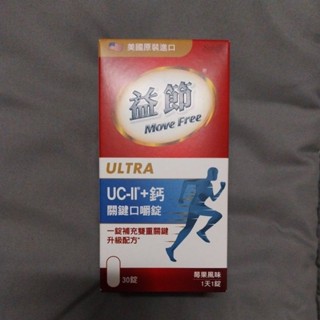 美國原裝進口
益節
Move Free
ULTRA
UC-II®+鈣
關鍵口嚼錠
一錠補充雙重關鍵
升級配方*
30錠
莓果風味
1天1錠